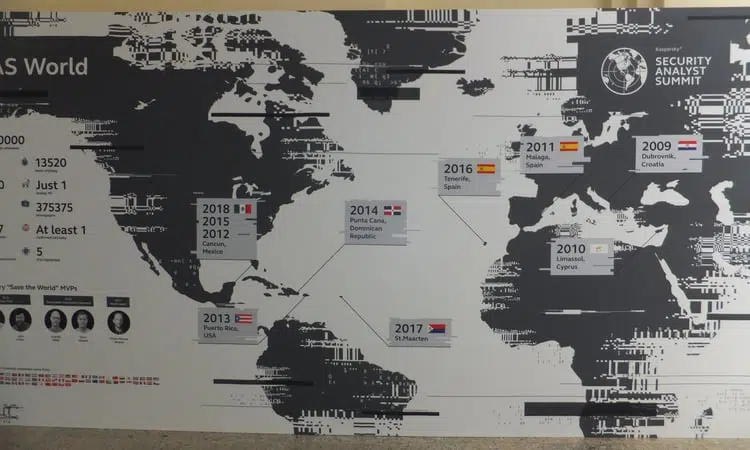 AS World
Kaspersky
SECURITY
ANALYST
SUMMIT
0000
13520
Just 1
375375
At least 1
5
"Save the World" MVPs
2018
2015
2012
Cancun,
Mexico
2014
Punta Cana,
Dominican
Republic
2016
Tenerife,
Spain
2011
Malaga,
Spain
2009
Dubrovnik,
Croatia
2010
Limassol,
Cyprus
2013
Puerto Rico,
USA
2017
St.Maarten